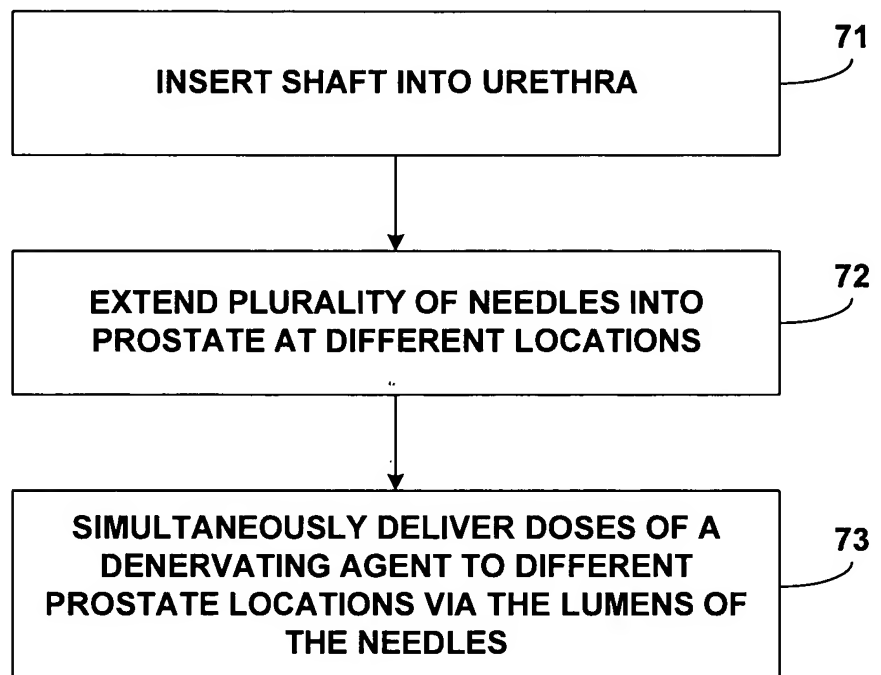 71
INSERT SHAFT INTO URETHRA
72
EXTEND PLURALITY OF NEEDLES INTO
PROSTATE AT DIFFERENT LOCATIONS
73
SIMULTANEOUSLY DELIVER DOSES OF A
DENERVATING AGENT TO DIFFERENT
PROSTATE LOCATIONS VIA THE LUMENS OF
THE NEEDLES